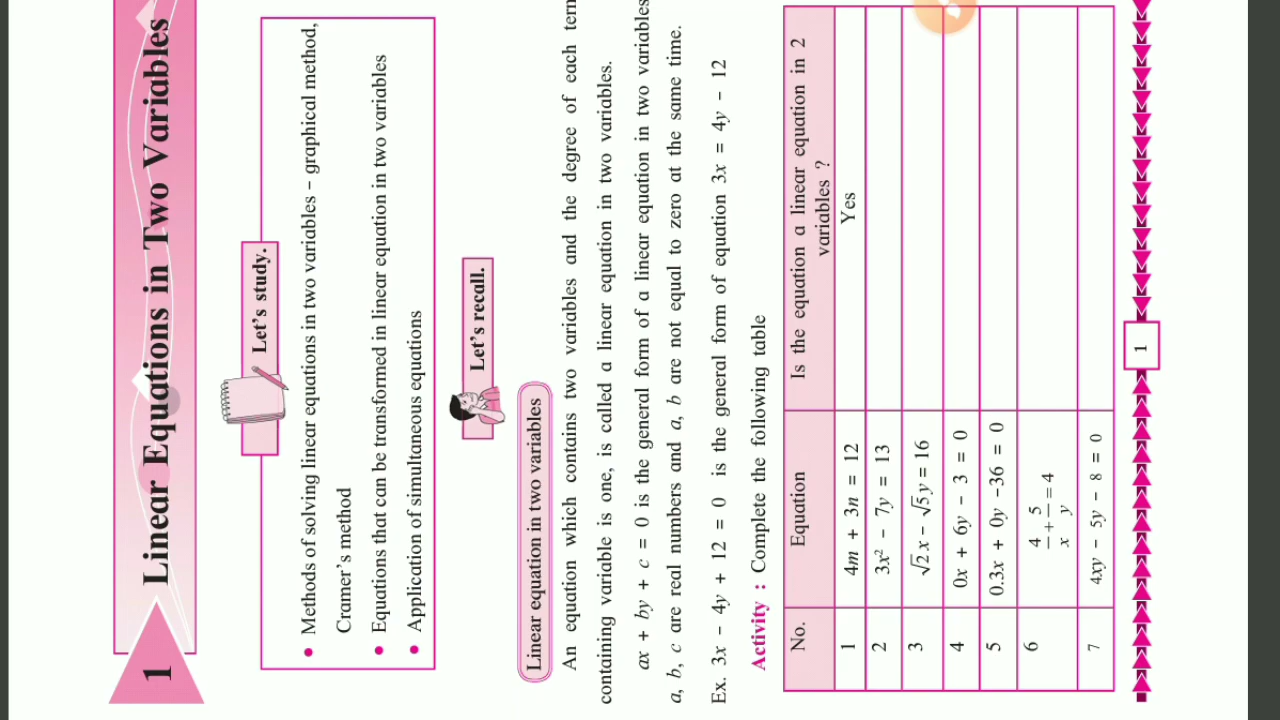 1 Linear Equations in Two Variables
Let's study.
• Methods of solving linear equations in two variables – graphical method,
Cramer's method
• Equations that can be transformed in linear equation in two variables
• Application of simultaneous equations
Let's recall.
Linear equation in two variables
An equation which contains two variables and the degree of each term
containing variable is one, is called a linear equation in two variables.
ax + by + c = 0 is the general form of a linear equation in two variables
a, b, c are real numbers and a, b are not equal to zero at the same time.
Ex. 3x − 4y + 12 = 0 is the general form of equation 3x = 4y − 12
Activity : Complete the following table
No. Equation Is the equation a linear equation in 2
variables ?
1 4m + 3n = 12 Yes
2 3x² − 7y = 13
3 √2x − √5y = 16
4 0x + 6y − 3 = 0
5 0.3x + 0y −36 = 0
6 4/x + 5/y = 4
7 4xy − 5y − 8 = 0
1